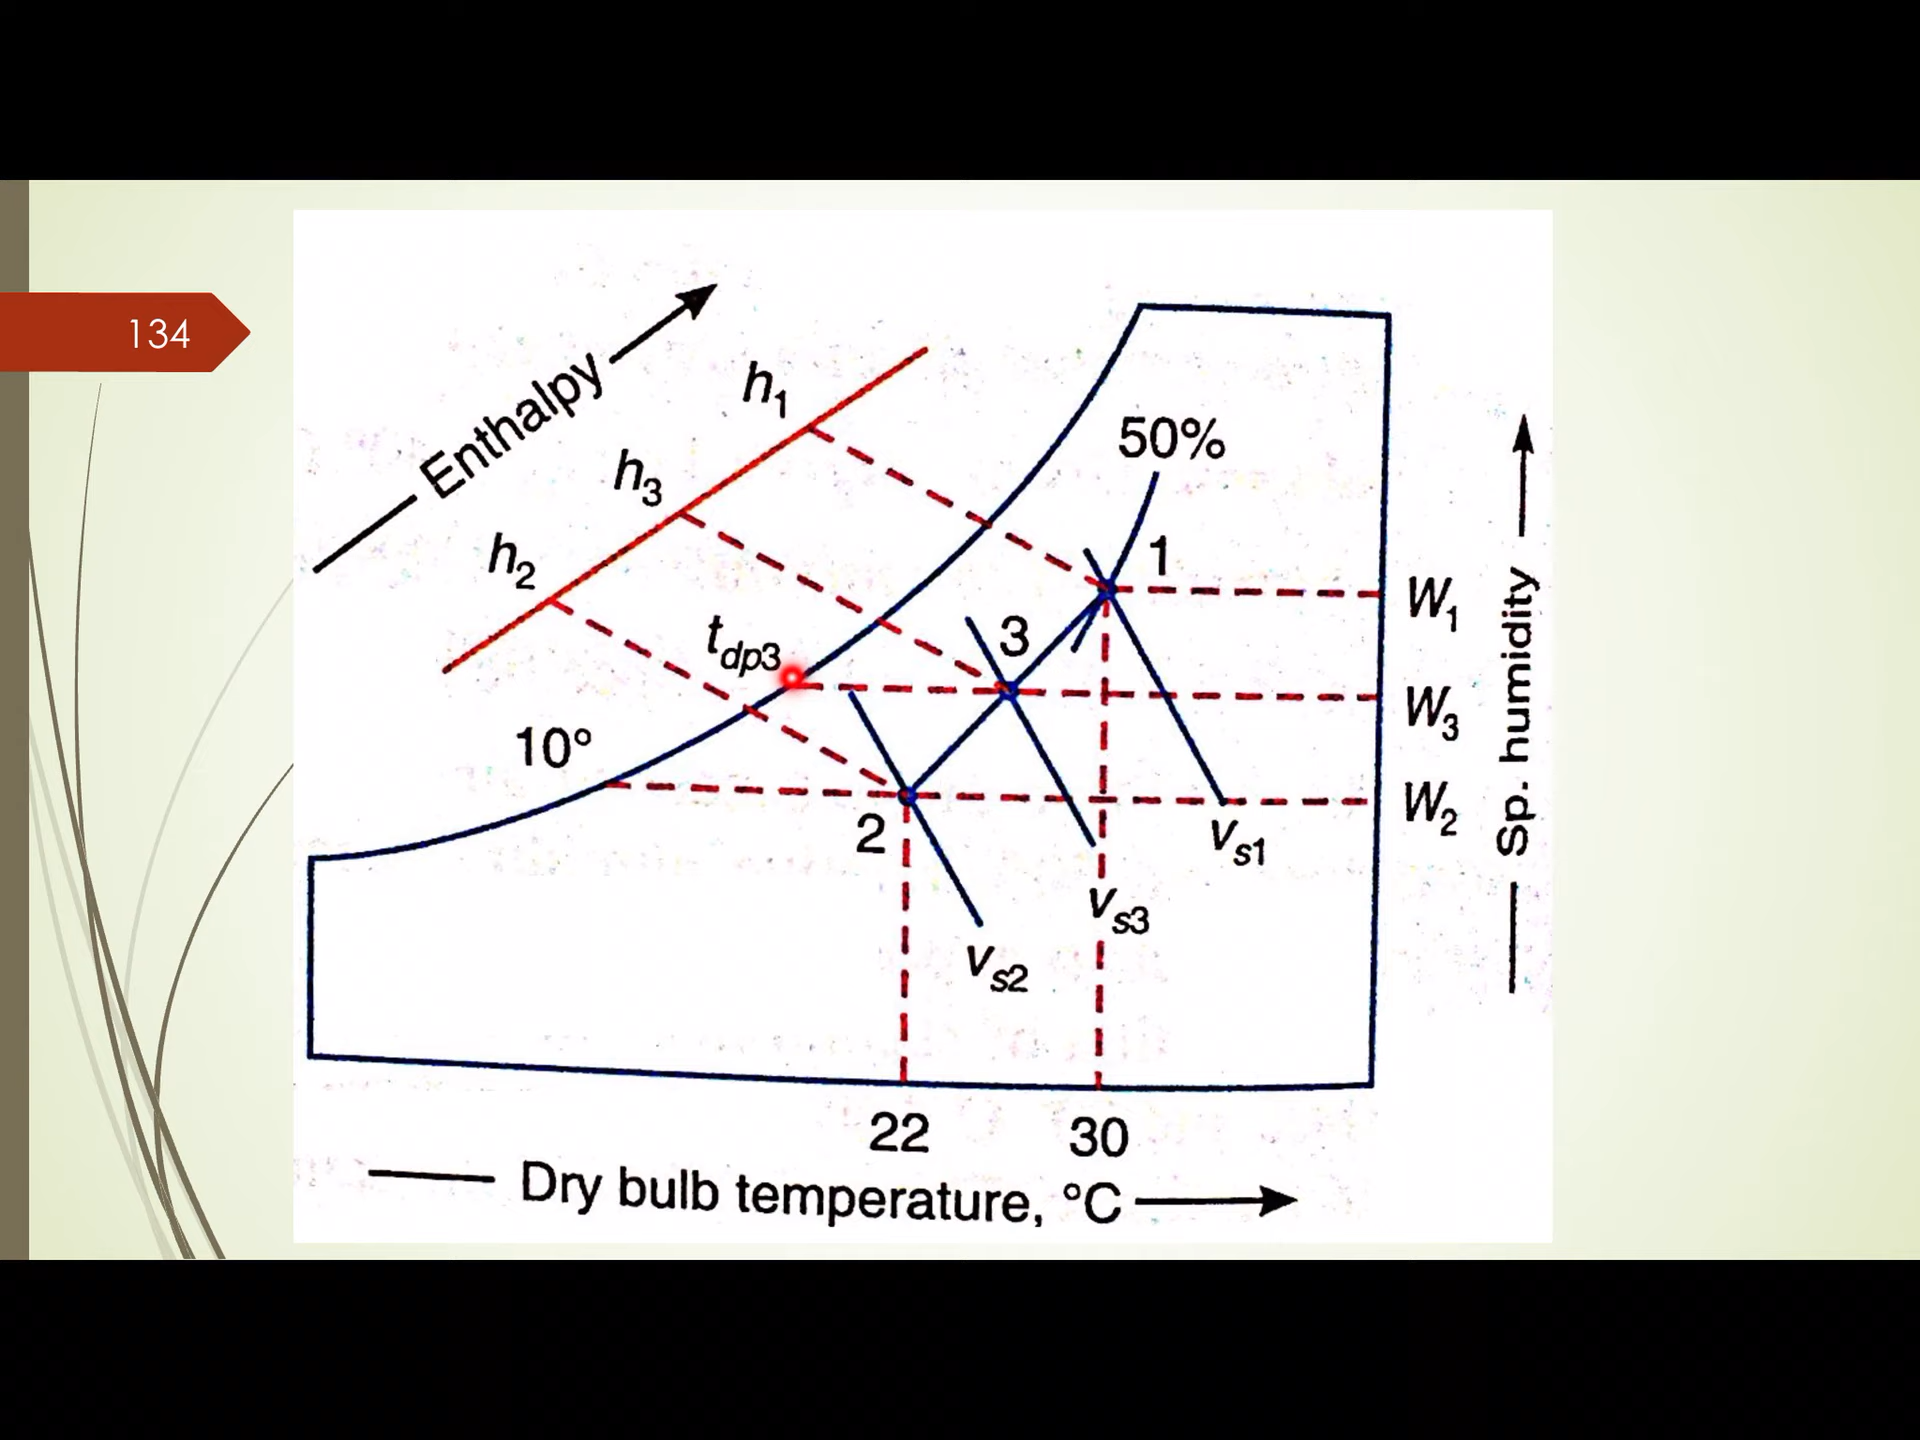 134
Enthalpy
h1
50%
h3
1
h2
W1
3
tdp3
W3
10°
2
W2
vs1
vs3
vs2
Sp. humidity
22
30
Dry bulb temperature, °C